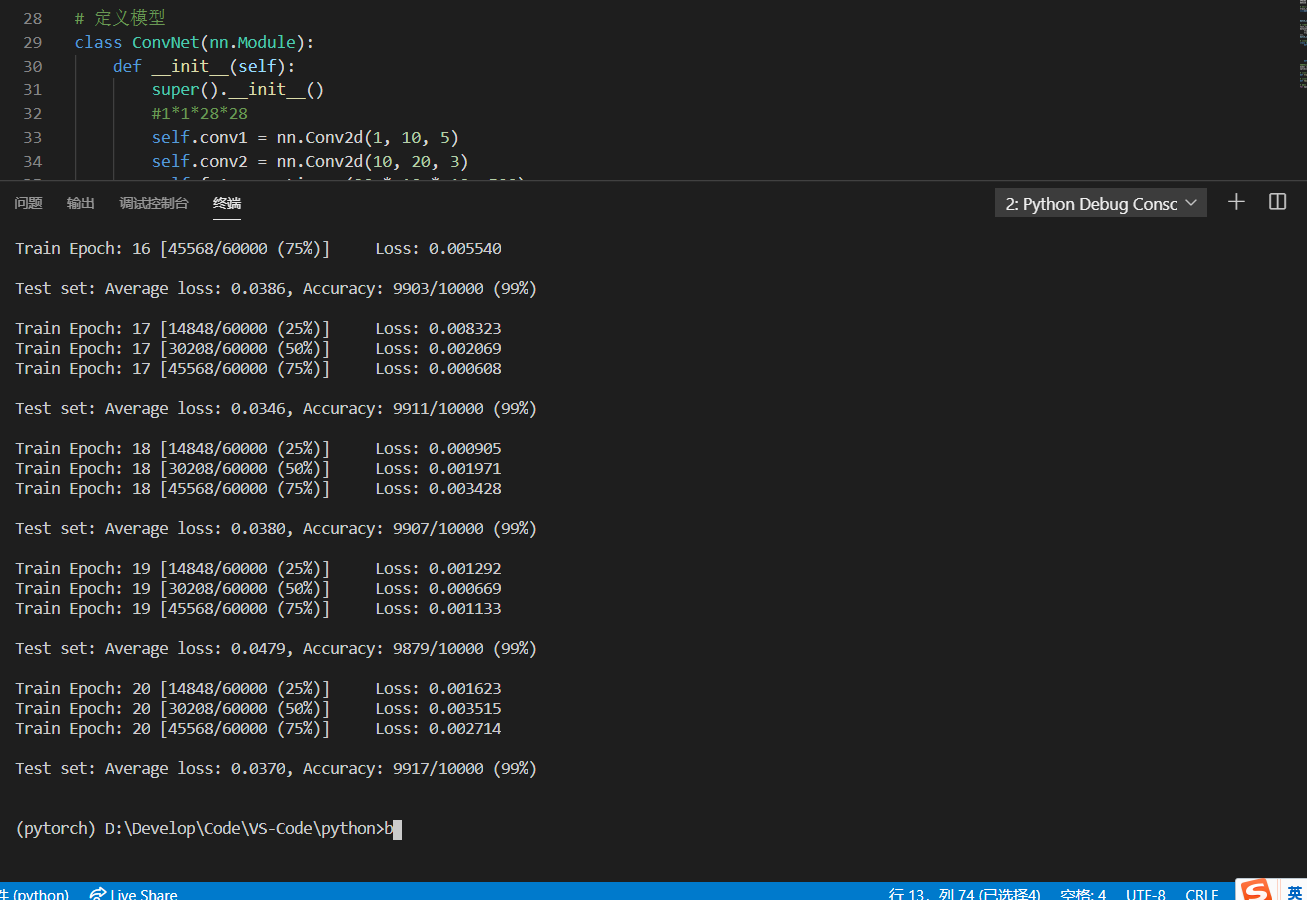 28 # 定义模型
29 class ConvNet(nn.Module):
30 def __init__(self):
31 super().__init__()
32 #1*1*28*28
33 self.conv1 = nn.Conv2d(1, 10, 5)
34 self.conv2 = nn.Conv2d(10, 20, 3)
问题 输出 调试控制台 终端 2: Python Debug Consc
Train Epoch: 16 [45568/60000 (75%)] Loss: 0.005540
Test set: Average loss: 0.0386, Accuracy: 9903/10000 (99%)
Train Epoch: 17 [14848/60000 (25%)] Loss: 0.008323
Train Epoch: 17 [30208/60000 (50%)] Loss: 0.002069
Train Epoch: 17 [45568/60000 (75%)] Loss: 0.000608
Test set: Average loss: 0.0346, Accuracy: 9911/10000 (99%)
Train Epoch: 18 [14848/60000 (25%)] Loss: 0.000905
Train Epoch: 18 [30208/60000 (50%)] Loss: 0.001971
Train Epoch: 18 [45568/60000 (75%)] Loss: 0.003428
Test set: Average loss: 0.0380, Accuracy: 9907/10000 (99%)
Train Epoch: 19 [14848/60000 (25%)] Loss: 0.001292
Train Epoch: 19 [30208/60000 (50%)] Loss: 0.000669
Train Epoch: 19 [45568/60000 (75%)] Loss: 0.001133
Test set: Average loss: 0.0479, Accuracy: 9879/10000 (99%)
Train Epoch: 20 [14848/60000 (25%)] Loss: 0.001623
Train Epoch: 20 [30208/60000 (50%)] Loss: 0.003515
Train Epoch: 20 [45568/60000 (75%)] Loss: 0.002714
Test set: Average loss: 0.0370, Accuracy: 9917/10000 (99%)
(pytorch) D:\Develop\Code\VS-Code\python>b
件 (python) Live Share 行 13，列 74 (已选择4) 空格: 4 UTF-8 CRLF 英